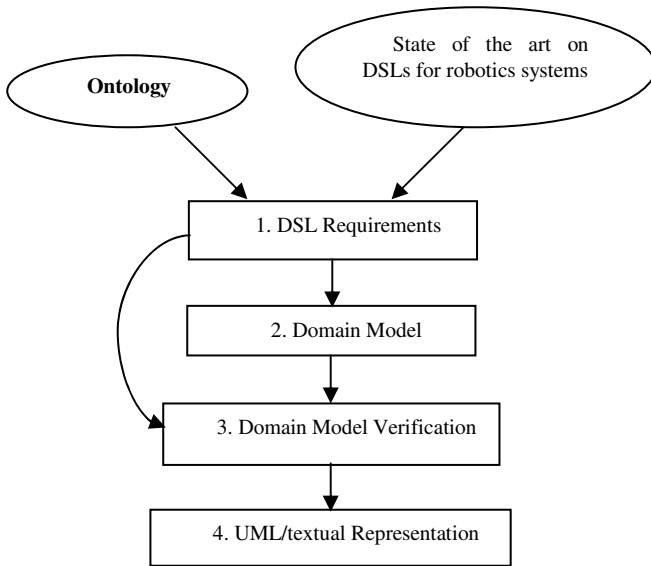 Ontology
State of the art on
DSLs for robotics systems
1. DSL Requirements
2. Domain Model
3. Domain Model Verification
4. UML/textual Representation